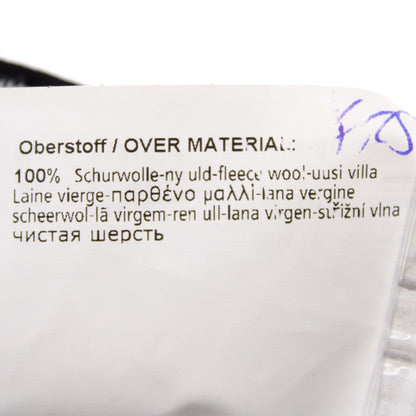 Oberstoff / OVER MATERIAL:
100% Schurwolle-ny uld-fleece wool-uusi villa
Laine vierge-παρθένο μαλλί-lana vergine
scheerwol-lã virgem-ren ull-lana virgen-střižní vlna
чистая шерсть